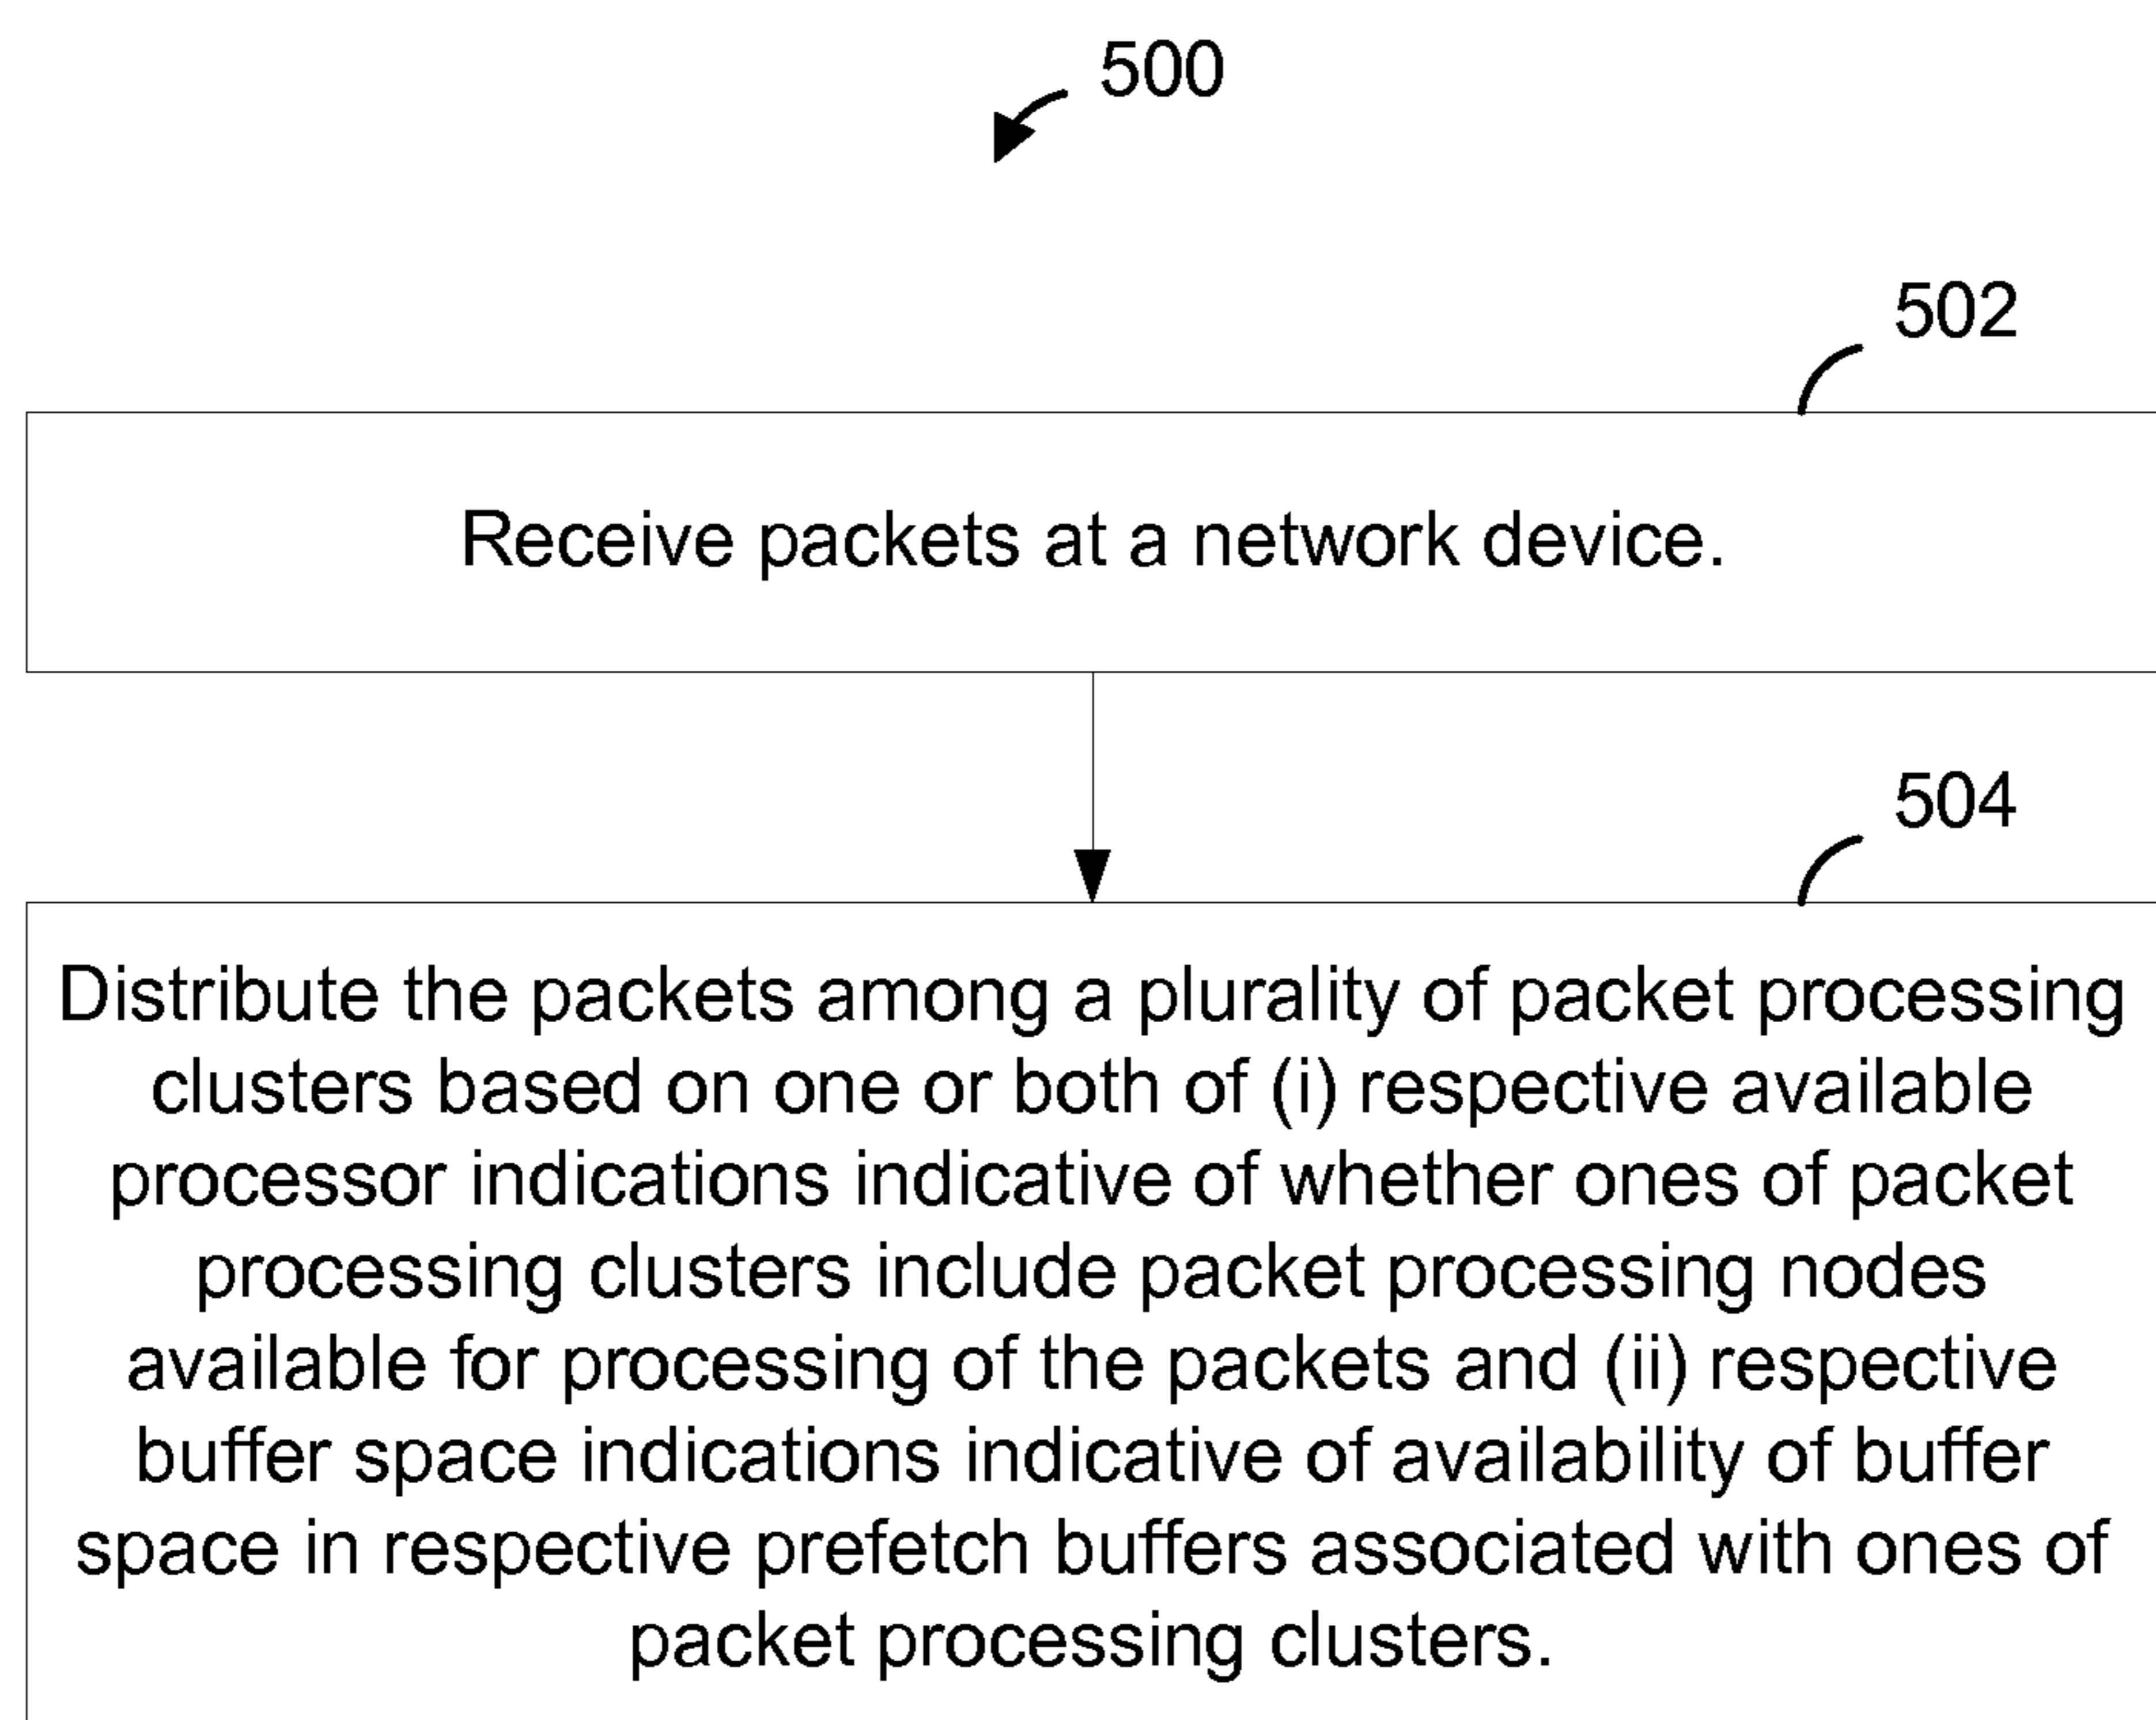 500
502
Receive packets at a network device.
504
Distribute the packets among a plurality of packet processing
clusters based on one or both of (i) respective available
processor indications indicative of whether ones of packet
processing clusters include packet processing nodes
available for processing of the packets and (ii) respective
buffer space indications indicative of availability of buffer
space in respective prefetch buffers associated with ones of
packet processing clusters.